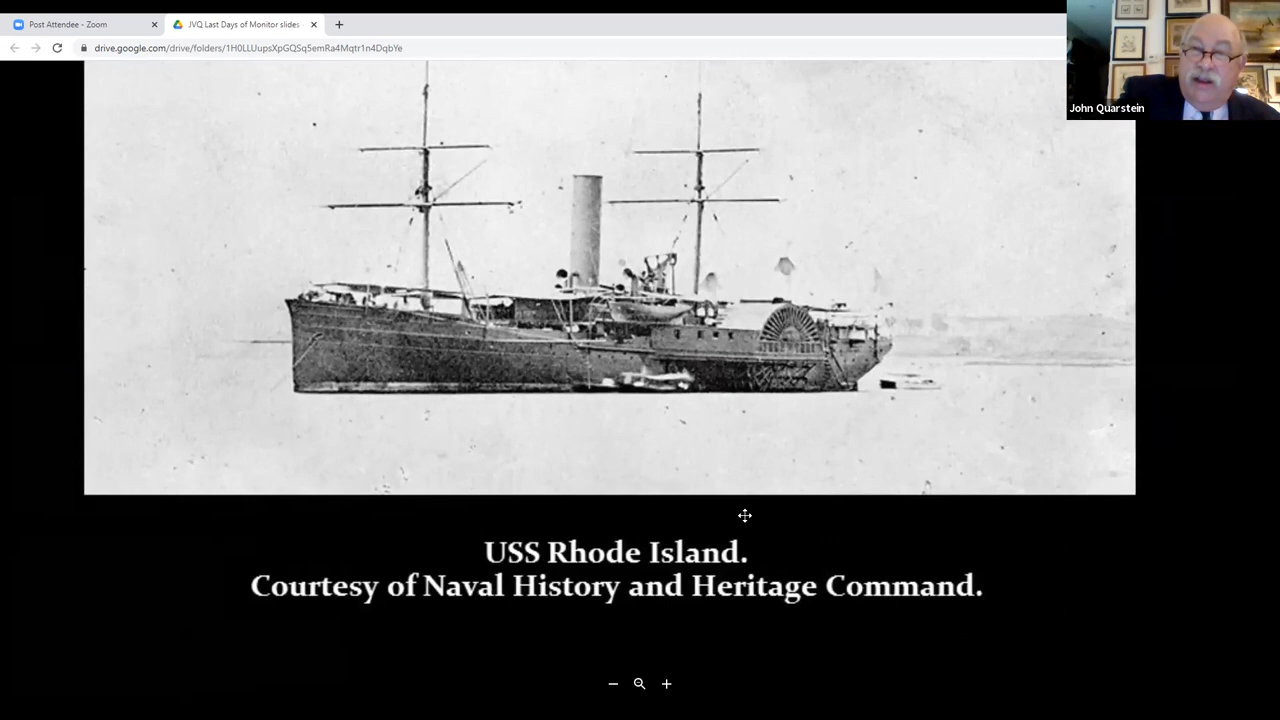 Post Attendee - Zoom
JVQ Last Days of Monitor slides
drive.google.com/drive/folders/1H0LLUupsXpGQSq5emRa4Mqtr1n4DqbYe
John Quarstein
USS Rhode Island.
Courtesy of Naval History and Heritage Command.